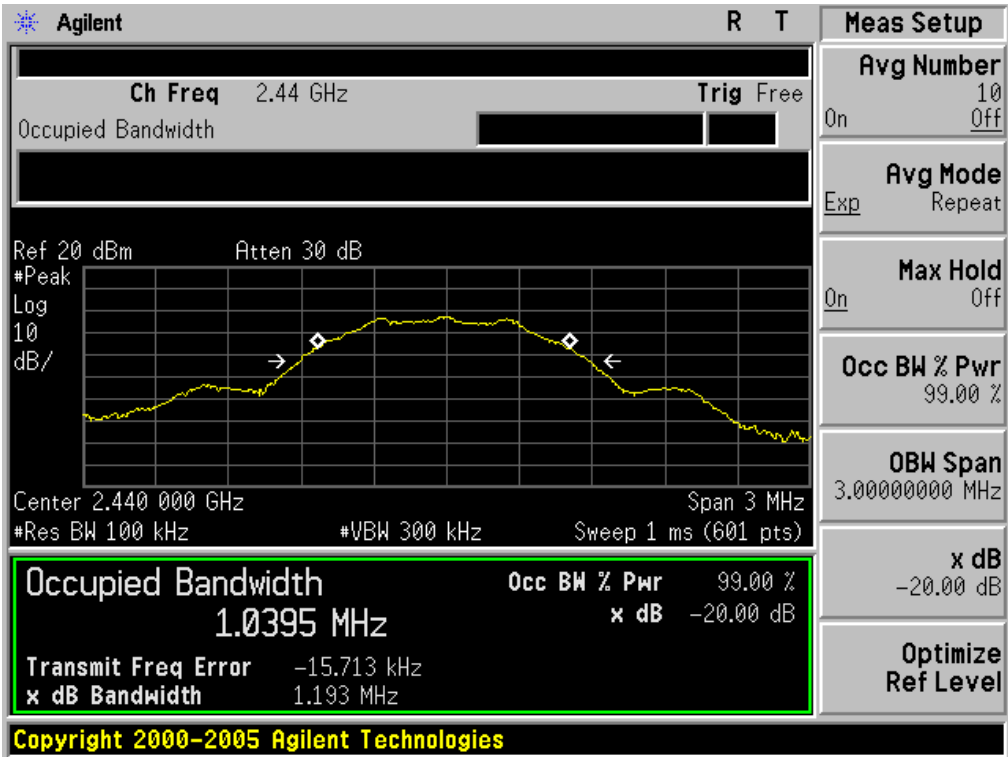 Agilent R T Meas Setup
Ch Freq 2.44 GHz Trig Free
Occupied Bandwidth
Ref 20 dBm Atten 30 dB
#Peak
Log
10
dB/
Center 2.440 000 GHz Span 3 MHz
#Res BW 100 kHz #VBW 300 kHz Sweep 1 ms (601 pts)
Occupied Bandwidth Occ BW % Pwr 99.00 %
1.0395 MHz x dB -20.00 dB
Transmit Freq Error -15.713 kHz
x dB Bandwidth 1.193 MHz
Copyright 2000-2005 Agilent Technologies
Avg Number
10
On Off
Avg Mode
Exp Repeat
Max Hold
On Off
Occ BW % Pwr
99.00 %
OBW Span
3.00000000 MHz
x dB
-20.00 dB
Optimize
Ref Level